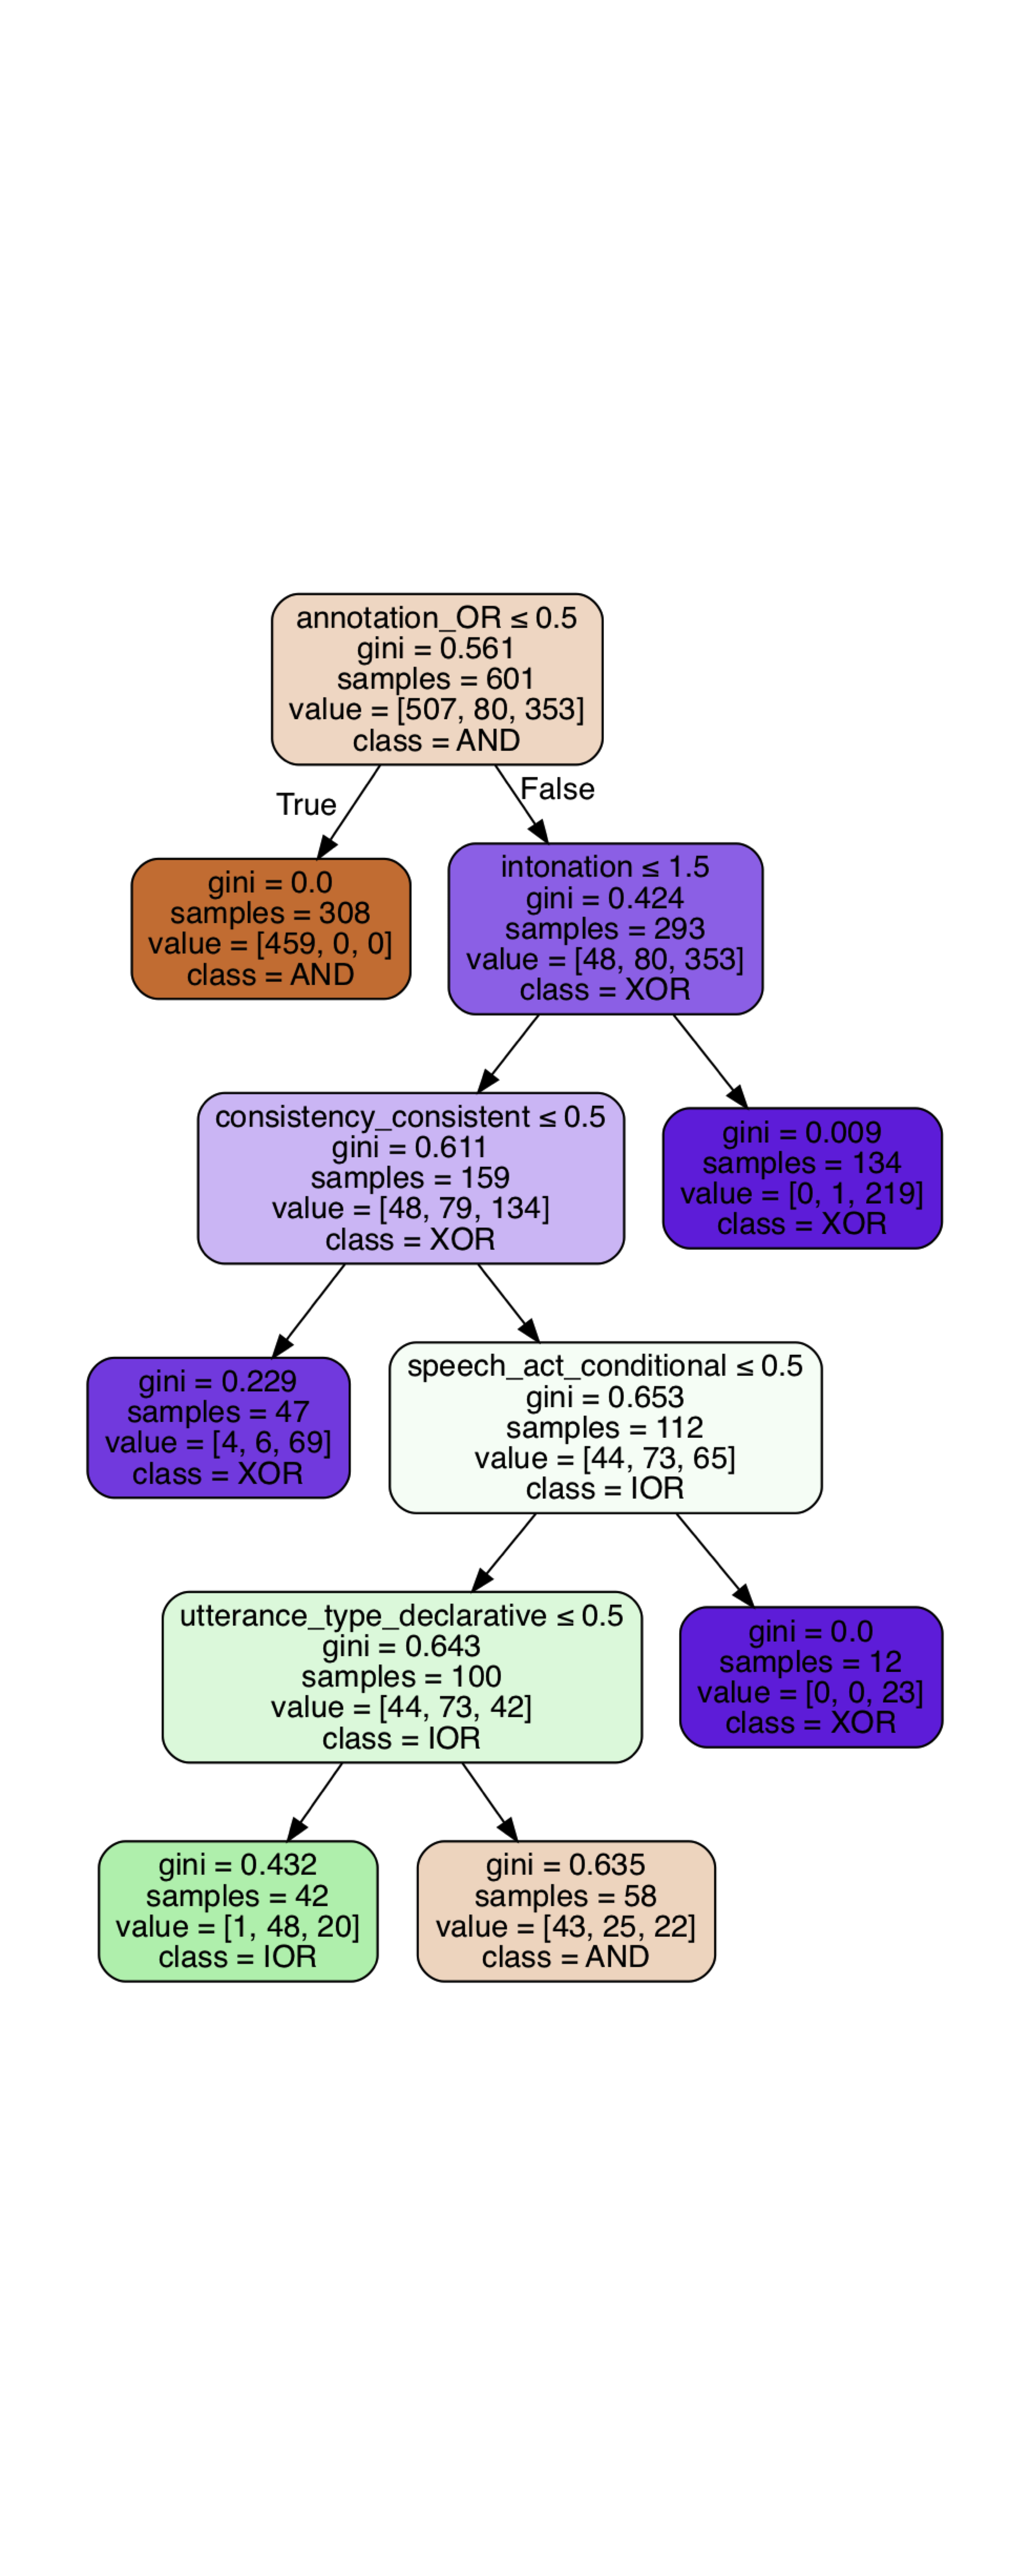 annotation_OR ≤ 0.5
gini = 0.561
samples = 601
value = [507, 80, 353]
class = AND
True
False
gini = 0.0
samples = 308
value = [459, 0, 0]
class = AND
intonation ≤ 1.5
gini = 0.424
samples = 293
value = [48, 80, 353]
class = XOR
consistency_consistent ≤ 0.5
gini = 0.611
samples = 159
value = [48, 79, 134]
class = XOR
gini = 0.009
samples = 134
value = [0, 1, 219]
class = XOR
gini = 0.229
samples = 47
value = [4, 6, 69]
class = XOR
speech_act_conditional ≤ 0.5
gini = 0.653
samples = 112
value = [44, 73, 65]
class = IOR
utterance_type_declarative ≤ 0.5
gini = 0.643
samples = 100
value = [44, 73, 42]
class = IOR
gini = 0.0
samples = 12
value = [0, 0, 23]
class = XOR
gini = 0.432
samples = 42
value = [1, 48, 20]
class = IOR
gini = 0.635
samples = 58
value = [43, 25, 22]
class = AND